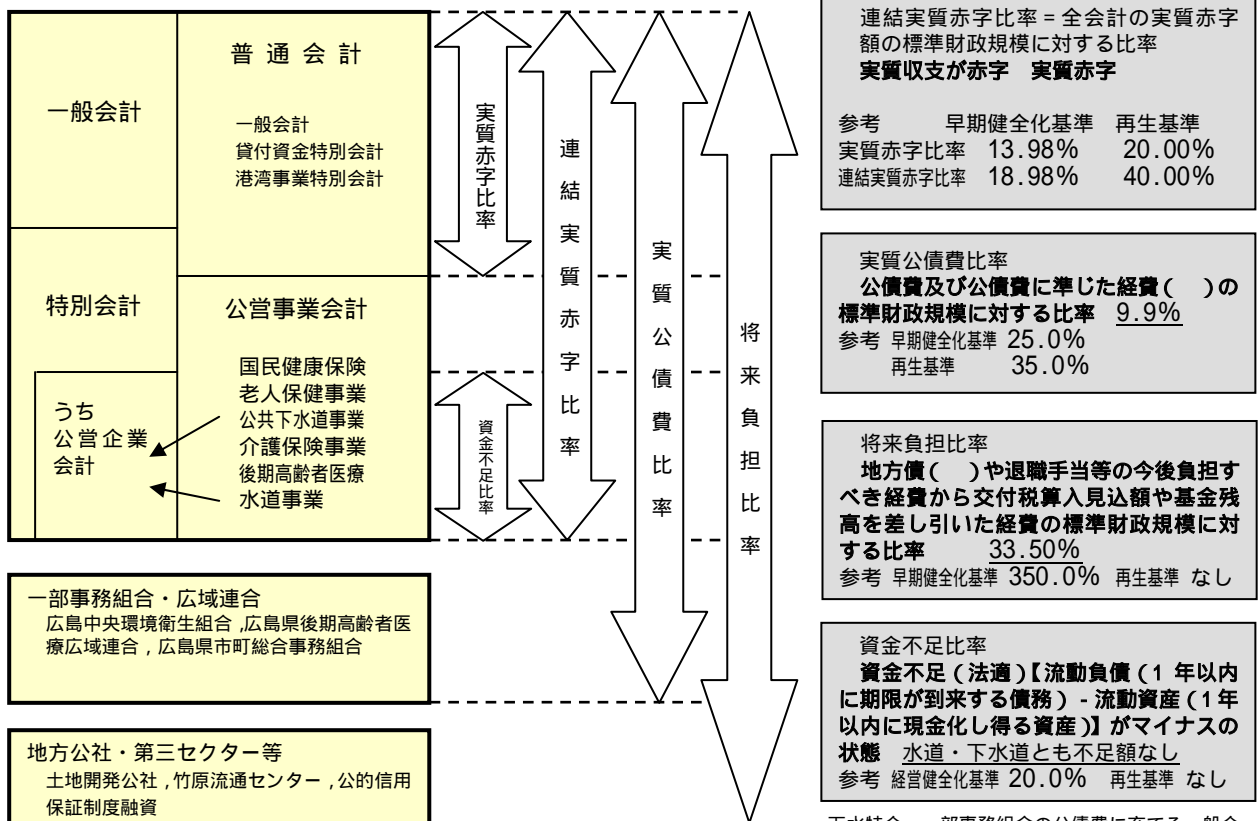 一般会計
普通会計
一般会計
貸付資金特別会計
港湾事業特別会計
特別会計
公営事業会計
国民健康保険
老人保健事業
公共下水道事業
介護保険事業
後期高齢者医療
水道事業
うち
公営企業
会計
一部事務組合・広域連合
広島中央環境衛生組合,広島県後期高齢者医
療広域連合,広島県市町総合事務組合
地方公社・第三セクター等
土地開発公社,竹原流通センター,公的信用
保証制度融資
実質赤字比率
資金不足比率
連結実質赤字比率
実質公債費比率
将来負担比率
連結実質赤字比率=全会計の実質赤字
額の標準財政規模に対する比率
実質収支が赤字 実質赤字
参考 早期健全化基準 再生基準
実質赤字比率 13.98% 20.00%
連結実質赤字比率 18.98% 40.00%
実質公債費比率
公債費及び公債費に準じた経費( )の
標準財政規模に対する比率 9.9%
参考 早期健全化基準 25.0%
再生基準 35.0%
将来負担比率
地方債( )や退職手当等の今後負担す
べき経費から交付税算入見込額や基金残
高を差し引いた経費の標準財政規模に対
する比率 33.50%
参考 早期健全化基準 350.0% 再生基準 なし
資金不足比率
資金不足(法適)【流動負債(1年以内
に期限が到来する債務)-流動資産(1年
以内に現金化し得る資産)】がマイナスの
状態 水道・下水道とも不足額なし
参考 経営健全化基準 20.0% 再生基準 なし